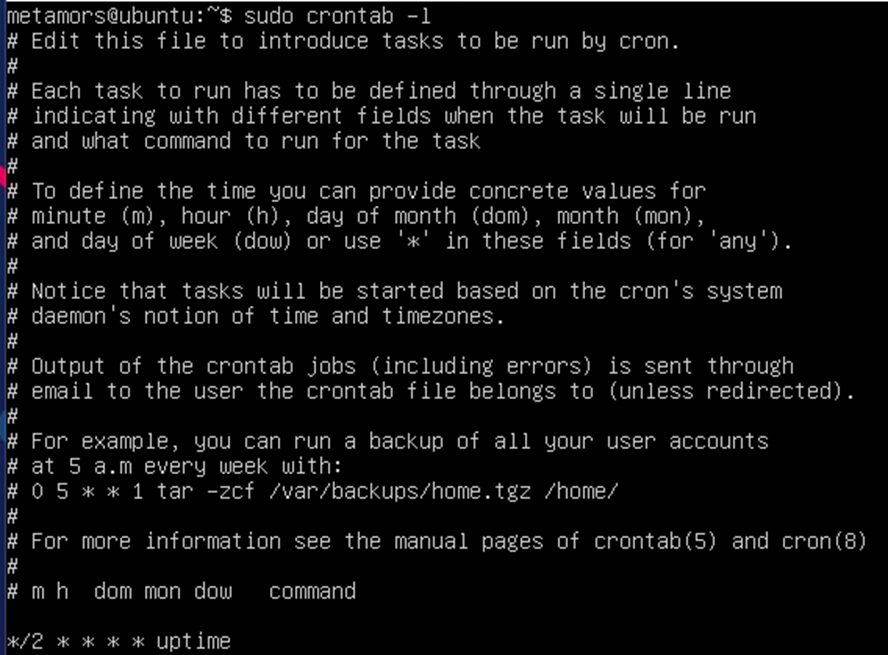 metamors@ubuntu:~$ sudo crontab -l
# Edit this file to introduce tasks to be run by cron.
#
# Each task to run has to be defined through a single line
# indicating with different fields when the task will be run
# and what command to run for the task
#
# To define the time you can provide concrete values for
# minute (m), hour (h), day of month (dom), month (mon),
# and day of week (dow) or use '*' in these fields (for 'any').
#
# Notice that tasks will be started based on the cron's system
# daemon's notion of time and timezones.
#
# Output of the crontab jobs (including errors) is sent through
# email to the user the crontab file belongs to (unless redirected).
#
# For example, you can run a backup of all your user accounts
# at 5 a.m every week with:
# 0 5 * * 1 tar -zcf /var/backups/home.tgz /home/
#
# For more information see the manual pages of crontab(5) and cron(8)
#
# m h  dom mon dow   command
*/2 * * * * uptime